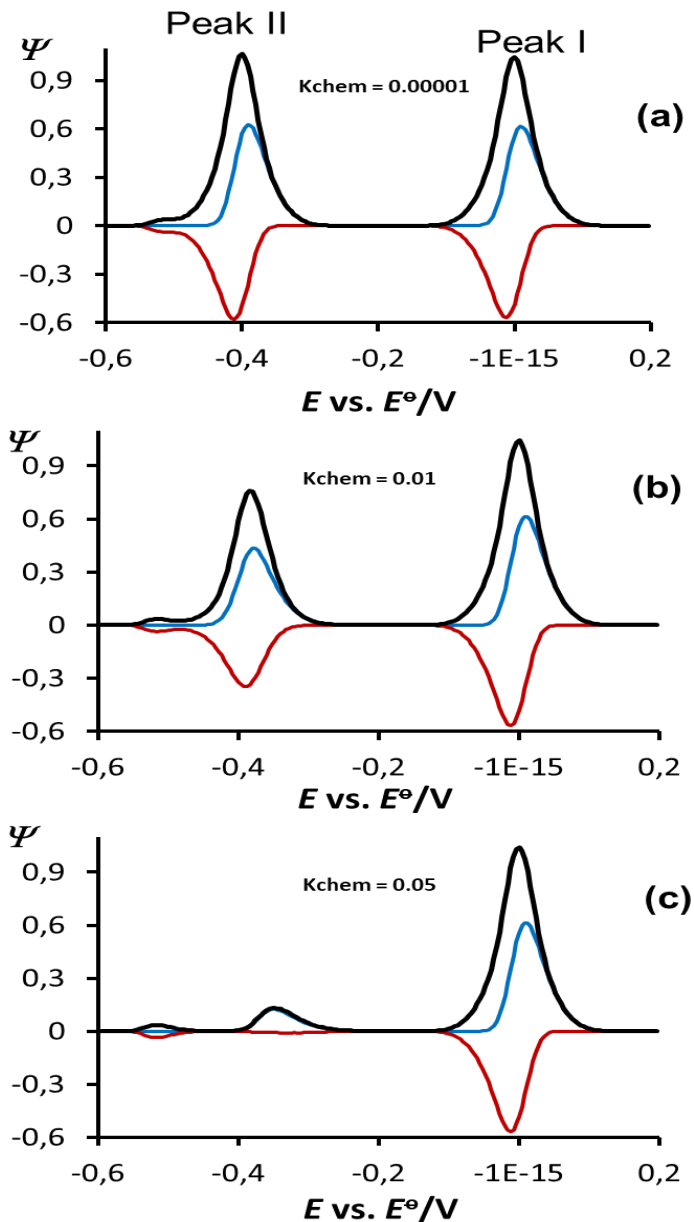 Peak II
Peak I
Ψ
0,9
Kchem = 0.00001
(a)
0,6
0,3
0
-0,3
-0,6
-0,6 -0,4 -0,2 -1E-15 0,2
E vs. E⁰/V
Ψ
0,9
Kchem = 0.01
(b)
0,6
0,3
0
-0,3
-0,6
-0,6 -0,4 -0,2 -1E-15 0,2
E vs. E⁰/V
Ψ
0,9
Kchem = 0.05
(c)
0,6
0,3
0
-0,3
-0,6
-0,6 -0,4 -0,2 -1E-15 0,2
E vs. E⁰/V